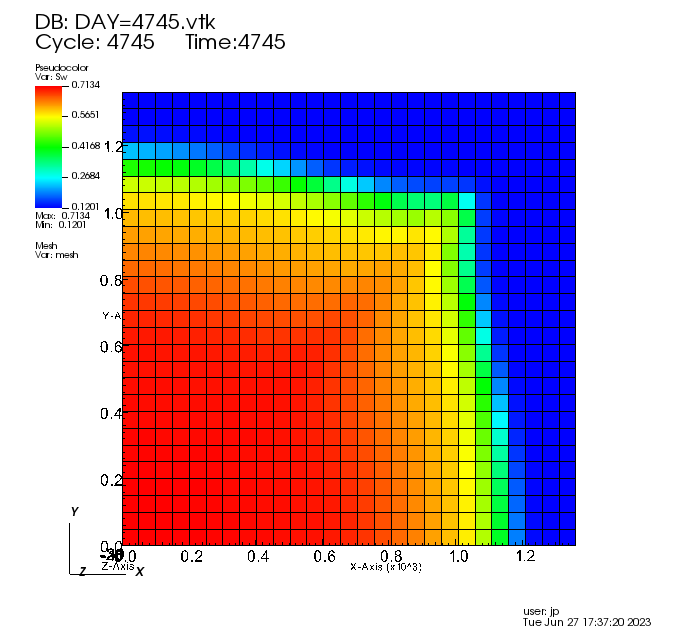 DB: DAY=4745.vtk
Cycle: 4745 Time:4745
Pseudocolor
Var: Sw
0.7134
0.5651
0.4168
0.2684
0.1201
Max: 0.7134
Min: 0.1201
Mesh
Var: mesh
1.2
1.0
0.8
Y-A
0.6
0.4
0.2
0.0
0.0 0.2 0.4 0.6 0.8 1.0 1.2
Z-Axis
X-Axis (x10^3)
Y
Z X
user: jp
Tue Jun 27 17:37:20 2023